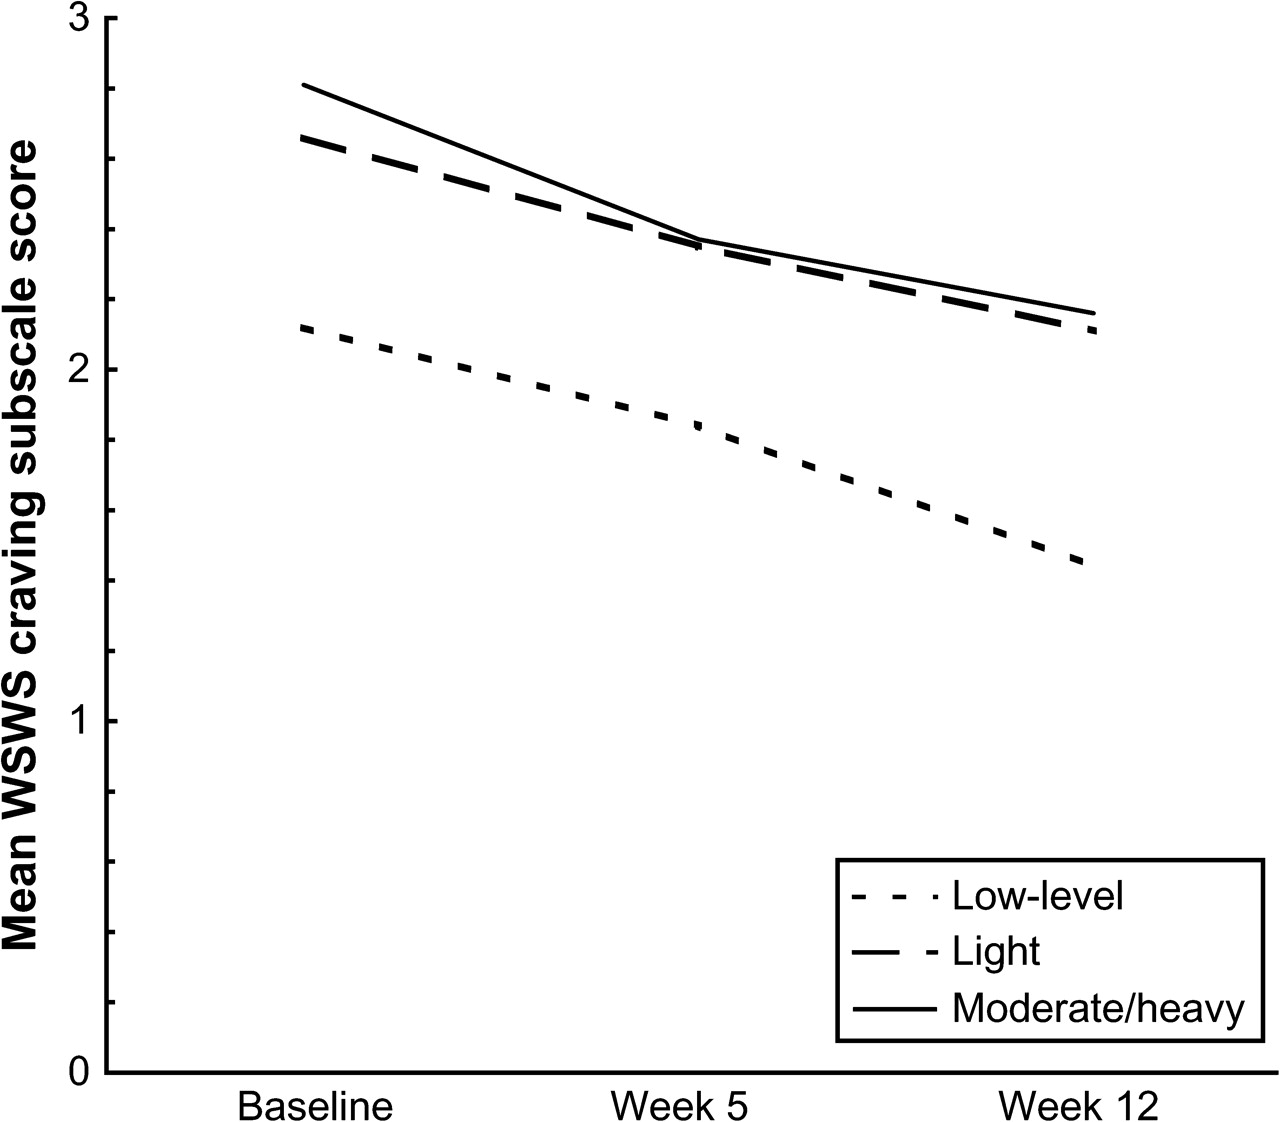 Mean WSWS craving subscale score
3
2
1
0
Baseline
Week 5
Week 12
Low-level
Light
Moderate/heavy